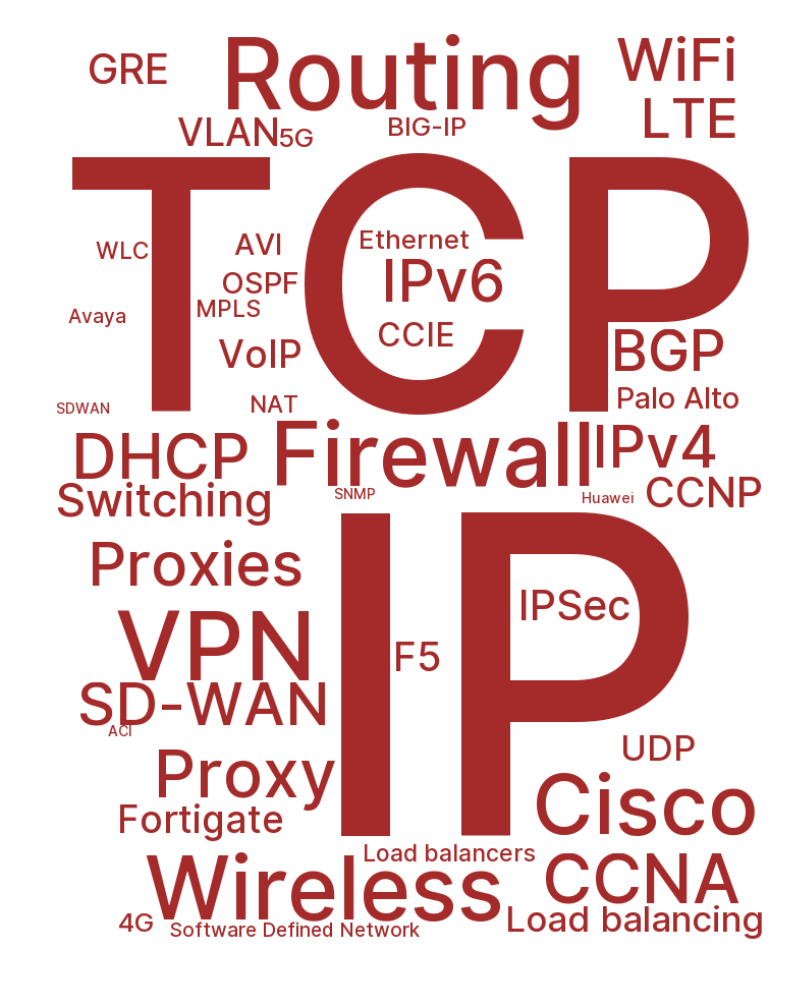 GRE
Routing
WiFi
LTE
VLAN
5G
BIG-IP
TCP
WLC
AVI
Ethernet
OSPF
IPv6
MPLS
Avaya
CCIE
VoIP
BGP
SDWAN
NAT
Palo Alto
DHCP
Firewall
IPv4
Switching
SNMP
Huawei
CCNP
IP
Proxies
IPSec
VPN
F5
SD-WAN
ACI
UDP
Proxy
Cisco
Fortigate
Load balancers
Wireless
CCNA
4G
Software Defined Network
Load balancing